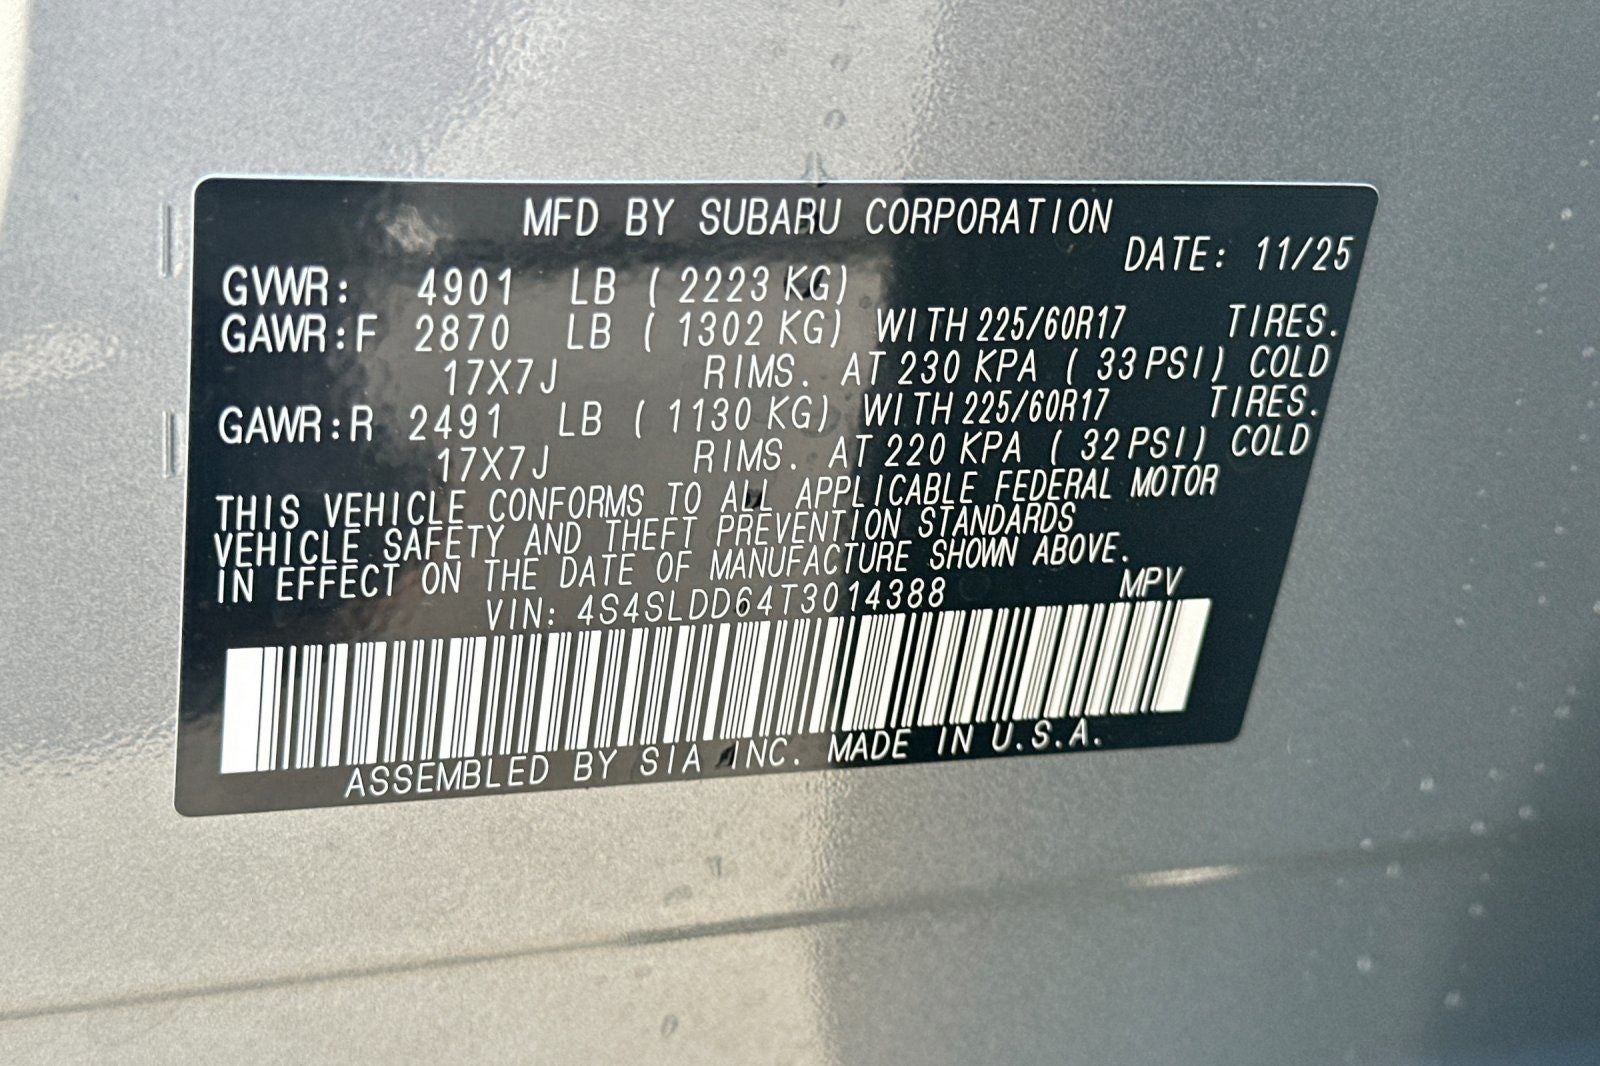 MFD BY SUBARU CORPORATION
DATE: 11/25
GVWR: 4901 LB ( 2223 KG)
GAWR:F 2870 LB ( 1302 KG) WITH 225/60R17 TIRES.
17X7J RIMS. AT 230 KPA ( 33 PSI) COLD
GAWR:R 2491 LB ( 1130 KG) WITH 225/60R17 TIRES.
17X7J RIMS. AT 220 KPA ( 32 PSI) COLD
THIS VEHICLE CONFORMS TO ALL APPLICABLE FEDERAL MOTOR
VEHICLE SAFETY AND THEFT PREVENTION STANDARDS
IN EFFECT ON THE DATE OF MANUFACTURE SHOWN ABOVE.
VIN: 4S4SLDD64T3014388 MPV
ASSEMBLED BY SIA INC. MADE IN U.S.A.